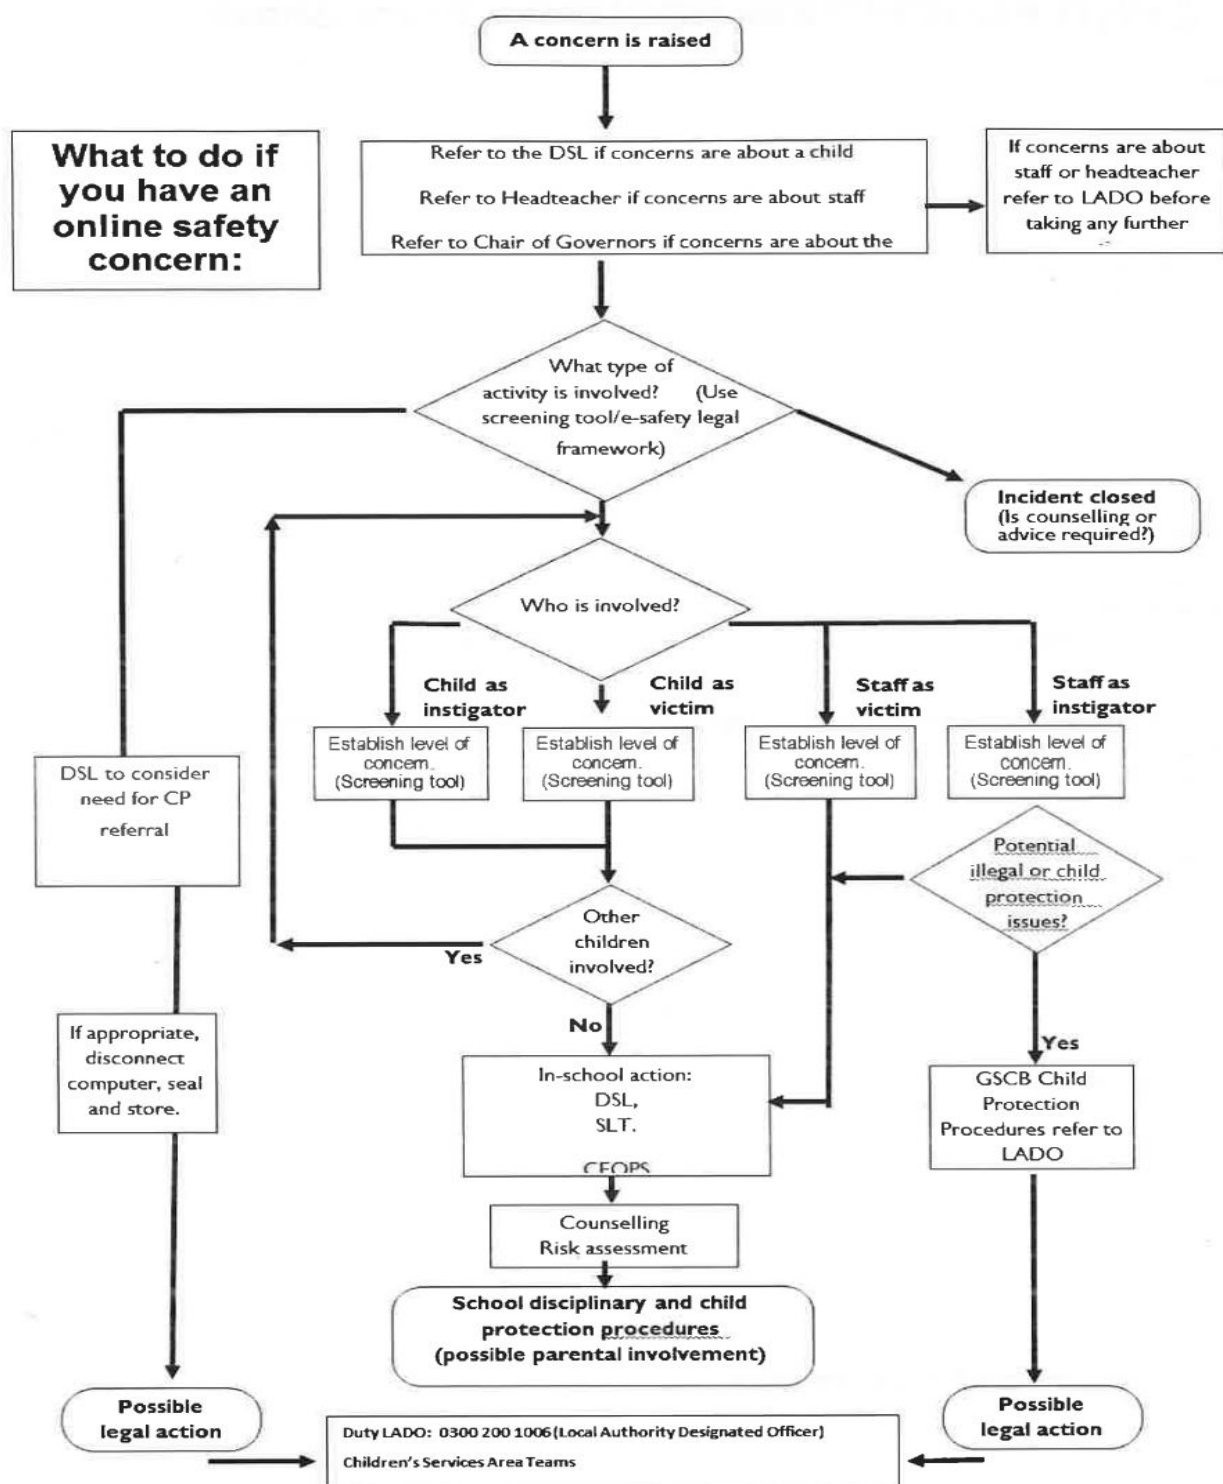 A concern is raised
What to do if
you have an
online safety
concern:
Refer to the DSL if concerns are about a child
Refer to Headteacher if concerns are about staff
Refer to Chair of Governors if concerns are about the
If concerns are about
staff or headteacher
refer to LADO before
taking any further
What type of
activity is involved? (Use
screening tool/e-safety legal
framework)
Incident closed
(Is counselling or
advice required?)
Who is involved?
Child as
instigator
Child as
victim
Staff as
victim
Staff as
instigator
Establish level of
concern.
(Screening tool)
Establish level of
concern.
(Screening tool)
Establish level of
concern.
(Screening tool)
Establish level of
concern.
(Screening tool)
DSL to consider
need for CP
referral
Potential
illegal or child
protection
issues?
Other
children
involved?
Yes
No
Yes
If appropriate,
disconnect
computer, seal
and store.
In-school action:
DSL,
SLT.
CEOPS
GSCB Child
Protection
Procedures refer to
LADO
Counselling
Risk assessment
School disciplinary and child
protection procedures
(possible parental involvement)
Possible
legal action
Possible
legal action
Duty LADO: 0300 200 1006 (Local Authority Designated Officer)
Children's Services Area Teams